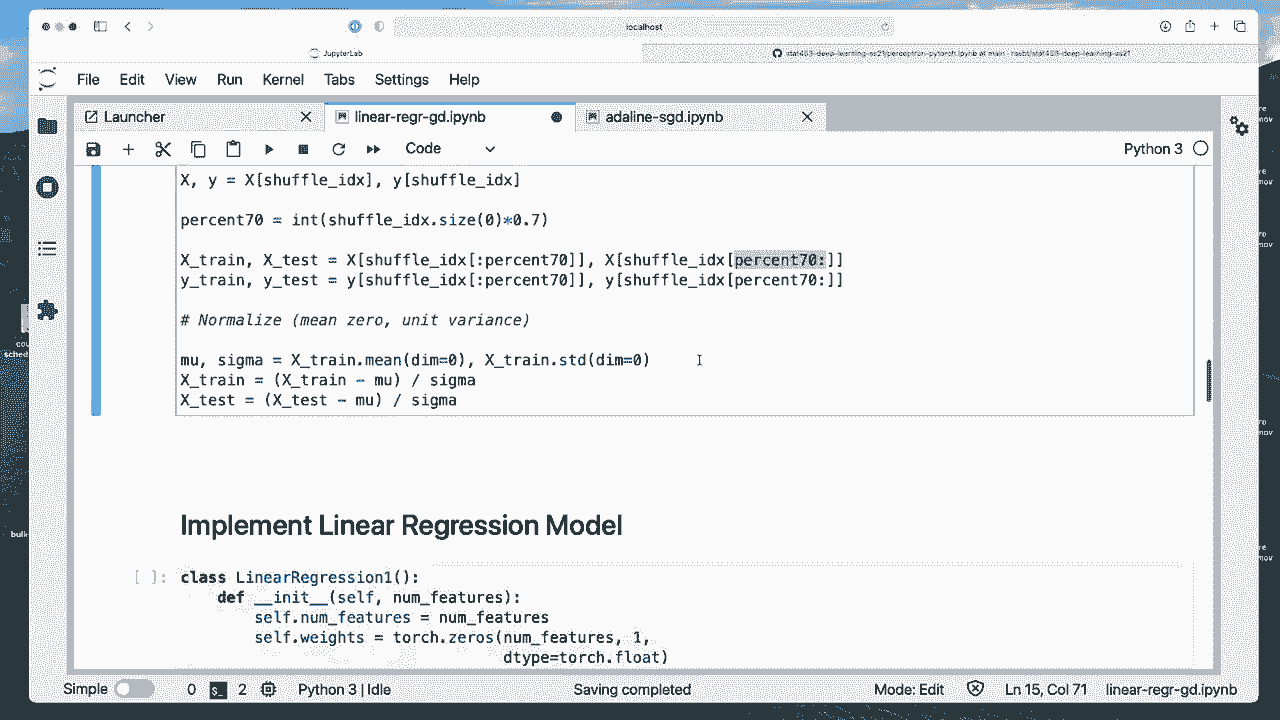 localhost
JupyterLab
stat453-deep-learning-ss21/perceptron-pytorch.ipynb at main · rasbt/stat453-deep-learning-ss21
File Edit View Run Kernel Tabs Settings Help
Launcher
linear-regr-gd.ipynb
adaline-sgd.ipynb
Code
Python 3
X, y = X[shuffle_idx], y[shuffle_idx]
percent70 = int(shuffle_idx.size(0)*0.7)
X_train, X_test = X[shuffle_idx[:percent70]], X[shuffle_idx[percent70:]]
y_train, y_test = y[shuffle_idx[:percent70]], y[shuffle_idx[percent70:]]
# Normalize (mean zero, unit variance)
mu, sigma = X_train.mean(dim=0), X_train.std(dim=0)
X_train = (X_train - mu) / sigma
X_test = (X_test - mu) / sigma
Implement Linear Regression Model
[ ]: class LinearRegression1():
def __init__(self, num_features):
self.num_features = num_features
self.weights = torch.zeros(num_features, 1,
dtype=torch.float)
Simple 0 2 Python 3 | Idle Saving completed Mode: Edit Ln 15, Col 71 linear-regr-gd.ipynb